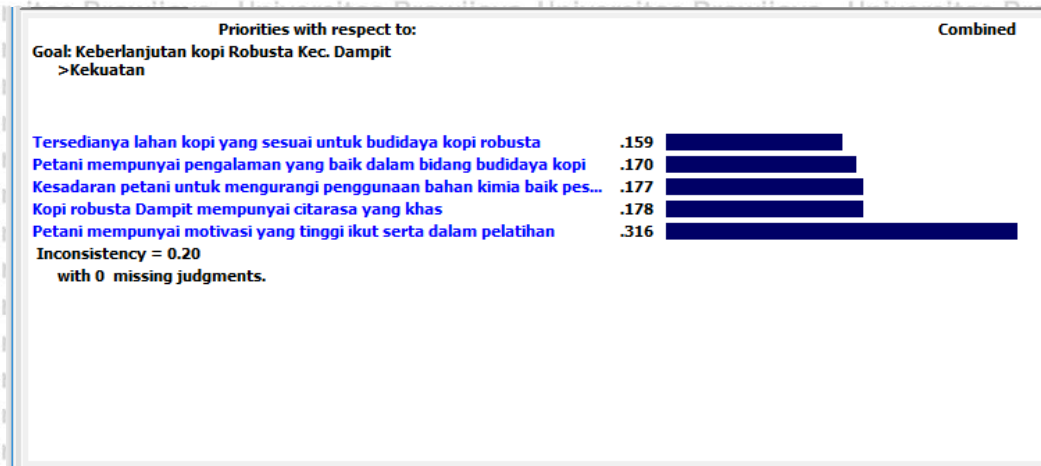 Priorities with respect to:
Combined
Goal: Keberlanjutan kopi Robusta Kec. Dampit
>Kekuatan
Tersedianya lahan kopi yang sesuai untuk budidaya kopi robusta .159
Petani mempunyai pengalaman yang baik dalam bidang budidaya kopi .170
Kesadaran petani untuk mengurangi penggunaan bahan kimia baik pes... .177
Kopi robusta Dampit mempunyai citarasa yang khas .178
Petani mempunyai motivasi yang tinggi ikut serta dalam pelatihan .316
Inconsistency = 0.20
with 0 missing judgments.